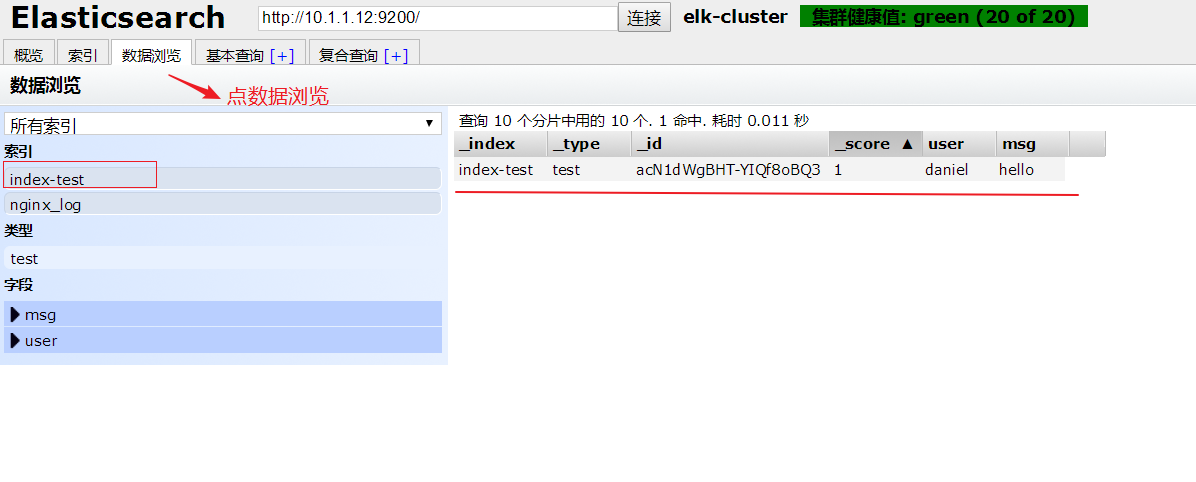 Elasticsearch http://10.1.1.12:9200/ 连接 elk-cluster 集群健康值: green (20 of 20)
概览 索引 数据浏览 基本查询 [+] 复合查询 [+]
数据浏览
点数据浏览
所有索引
索引
index-test
nginx_log
类型
test
字段
msg
user
查询 10 个分片中用的 10 个. 1 命中. 耗时 0.011 秒
_index _type _id _score ▲ user msg
index-test test acN1dWgBHT-YIQf8oBQ3 1 daniel hello